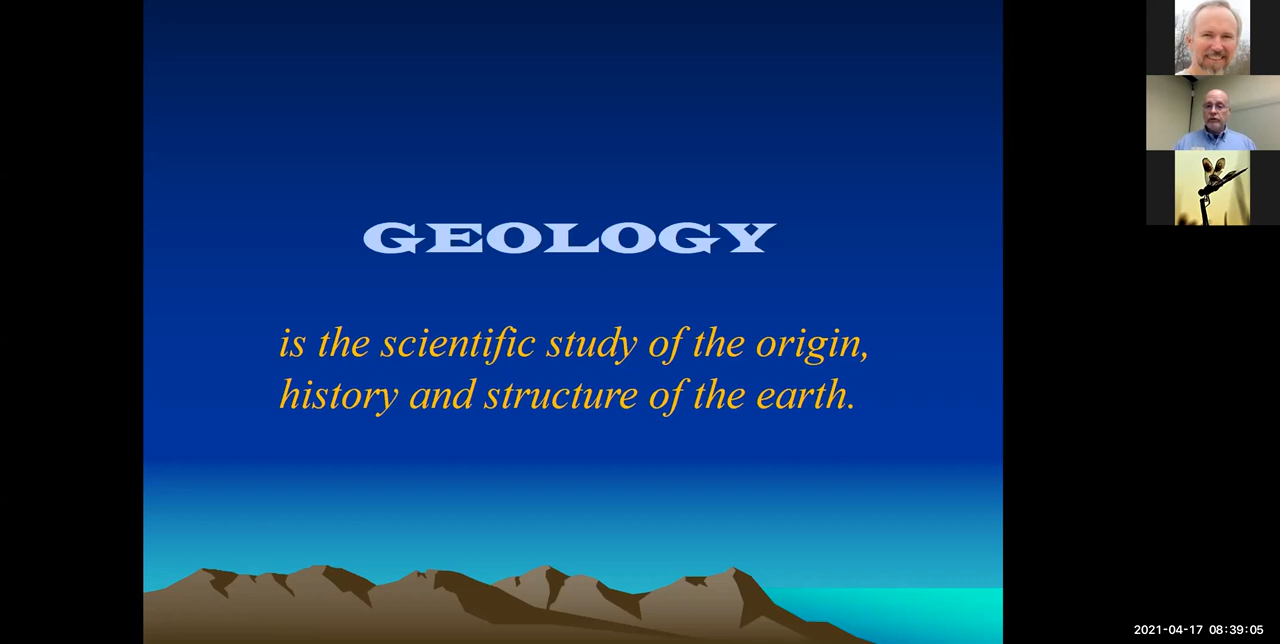 GEOLOGY
is the scientific study of the origin,
history and structure of the earth.
2021-04-17 08:39:05